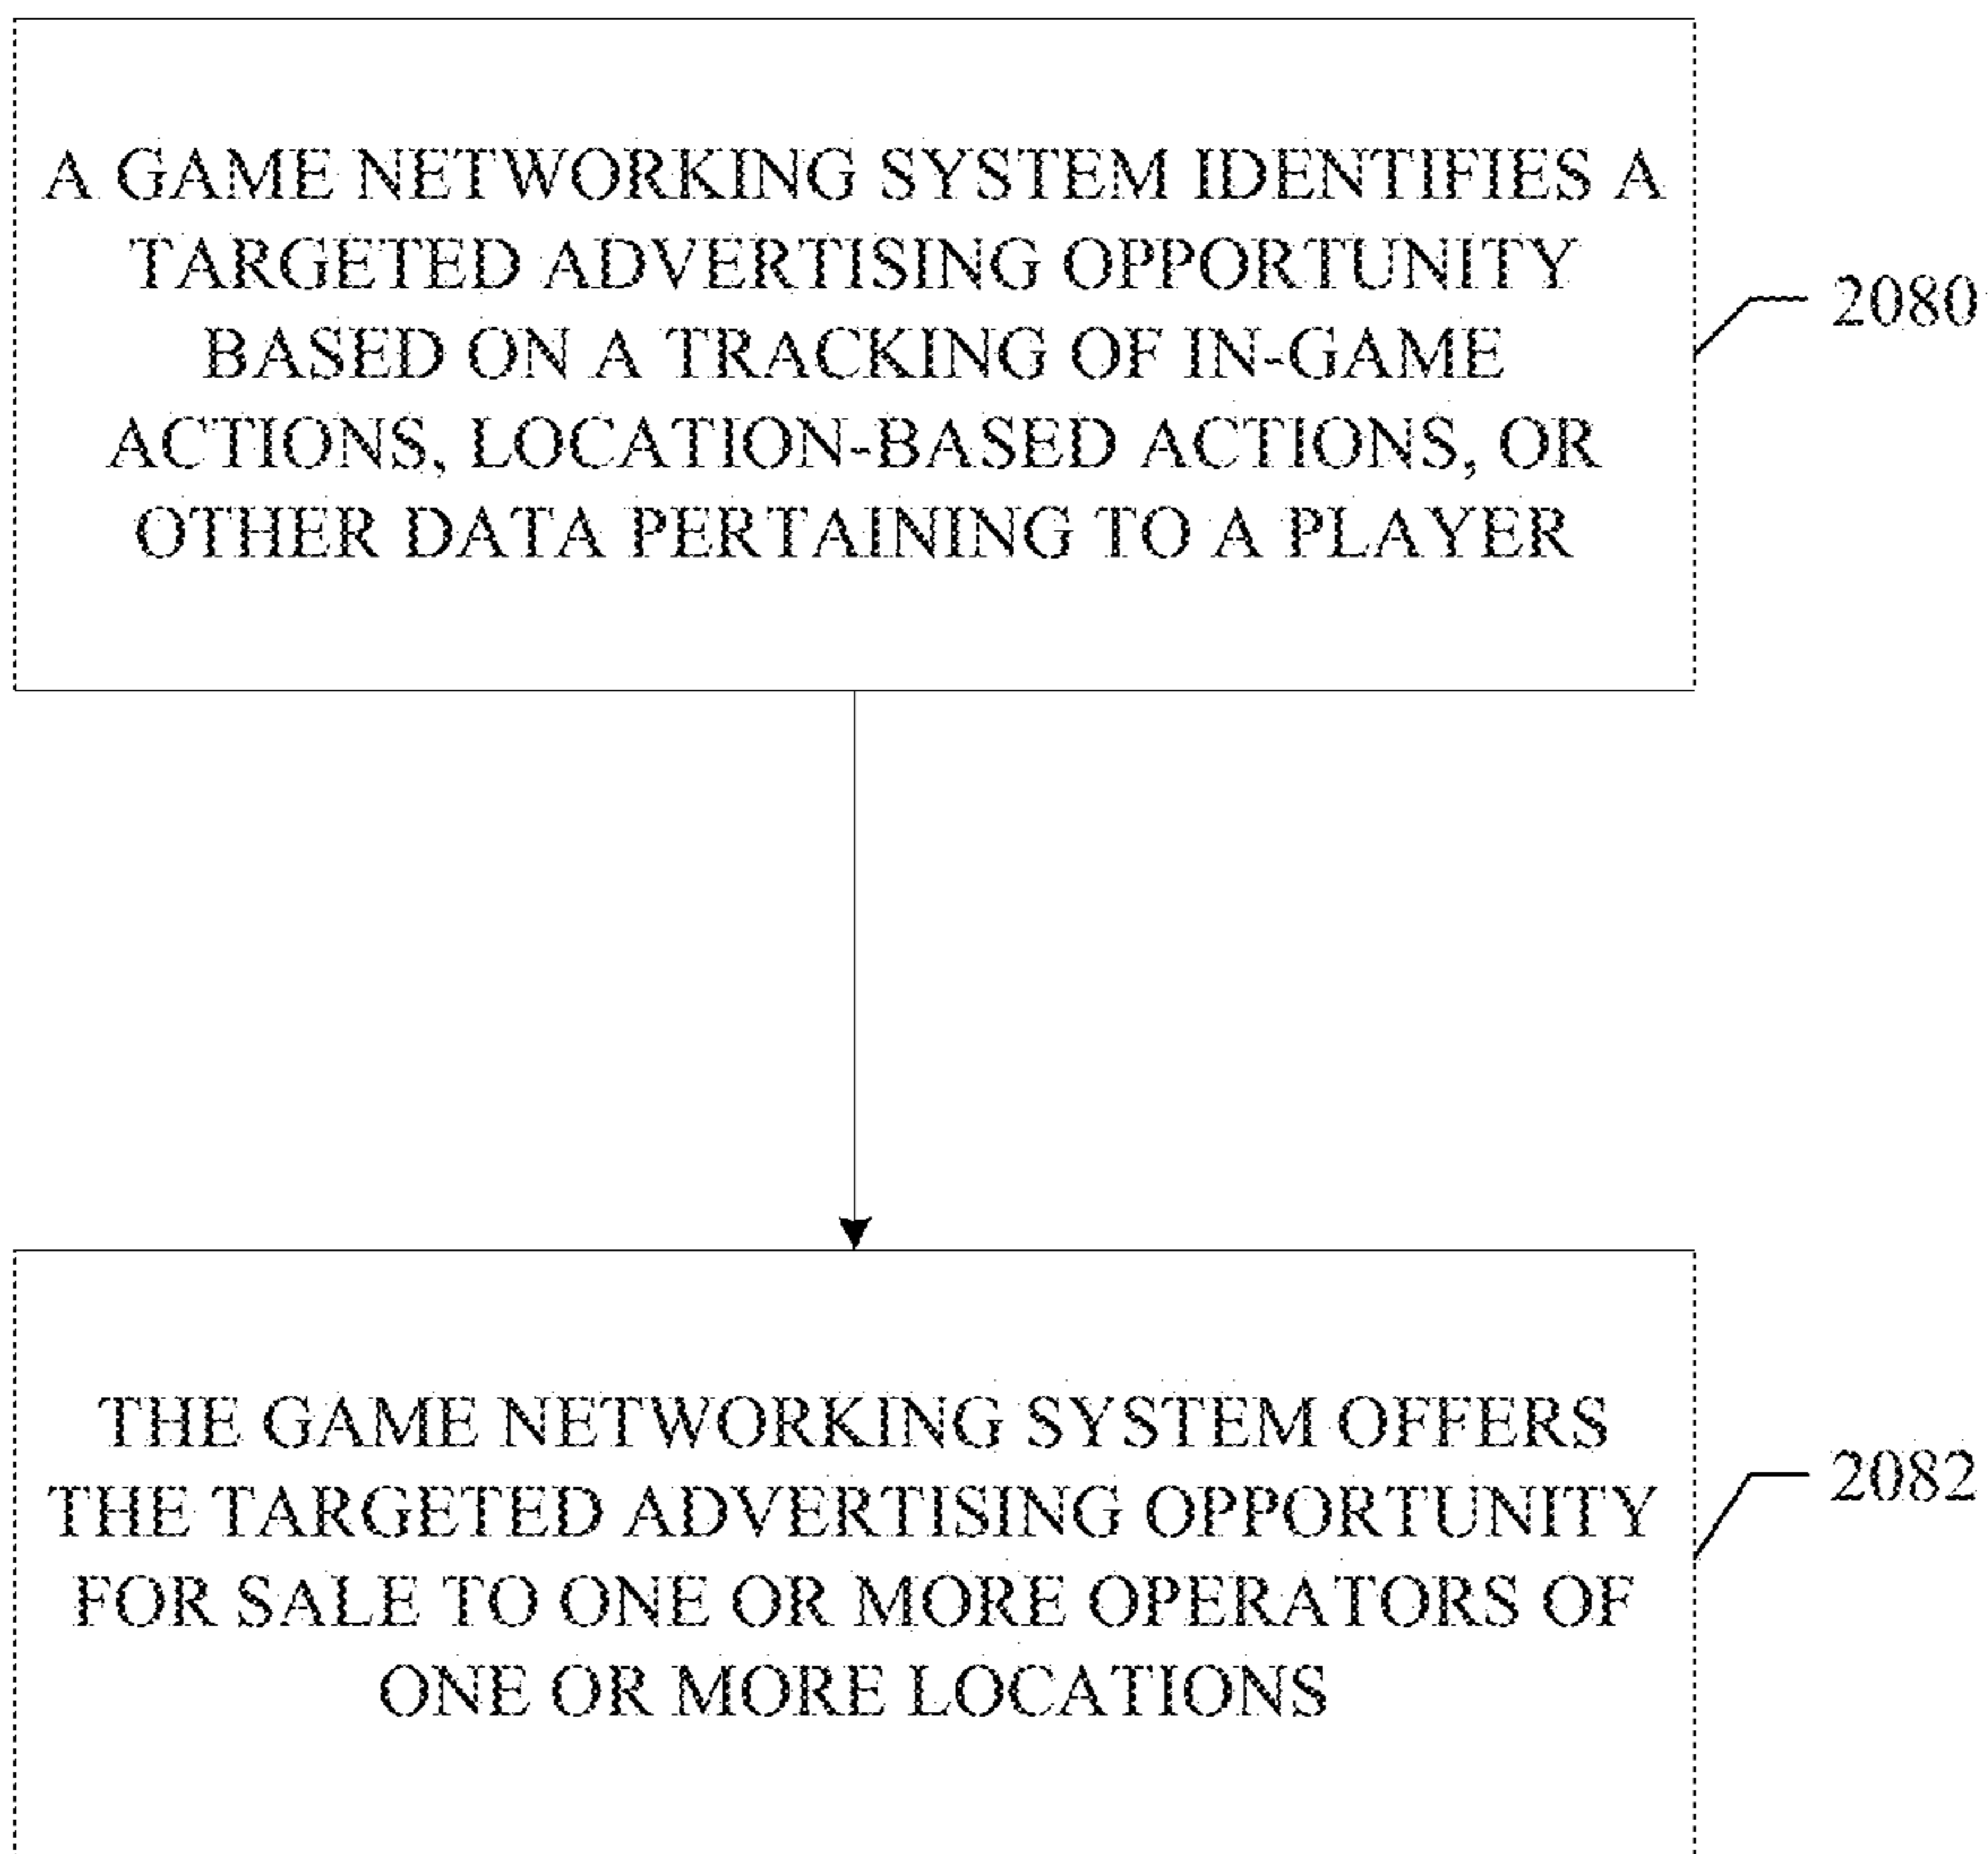 A GAME NETWORKING SYSTEM IDENTIFIES A
TARGETED ADVERTISING OPPORTUNITY
BASED ON A TRACKING OF IN-GAME
ACTIONS, LOCATION-BASED ACTIONS, OR
OTHER DATA PERTAINING TO A PLAYER
2080
THE GAME NETWORKING SYSTEM OFFERS
THE TARGETED ADVERTISING OPPORTUNITY
FOR SALE TO ONE OR MORE OPERATORS OF
ONE OR MORE LOCATIONS
2082